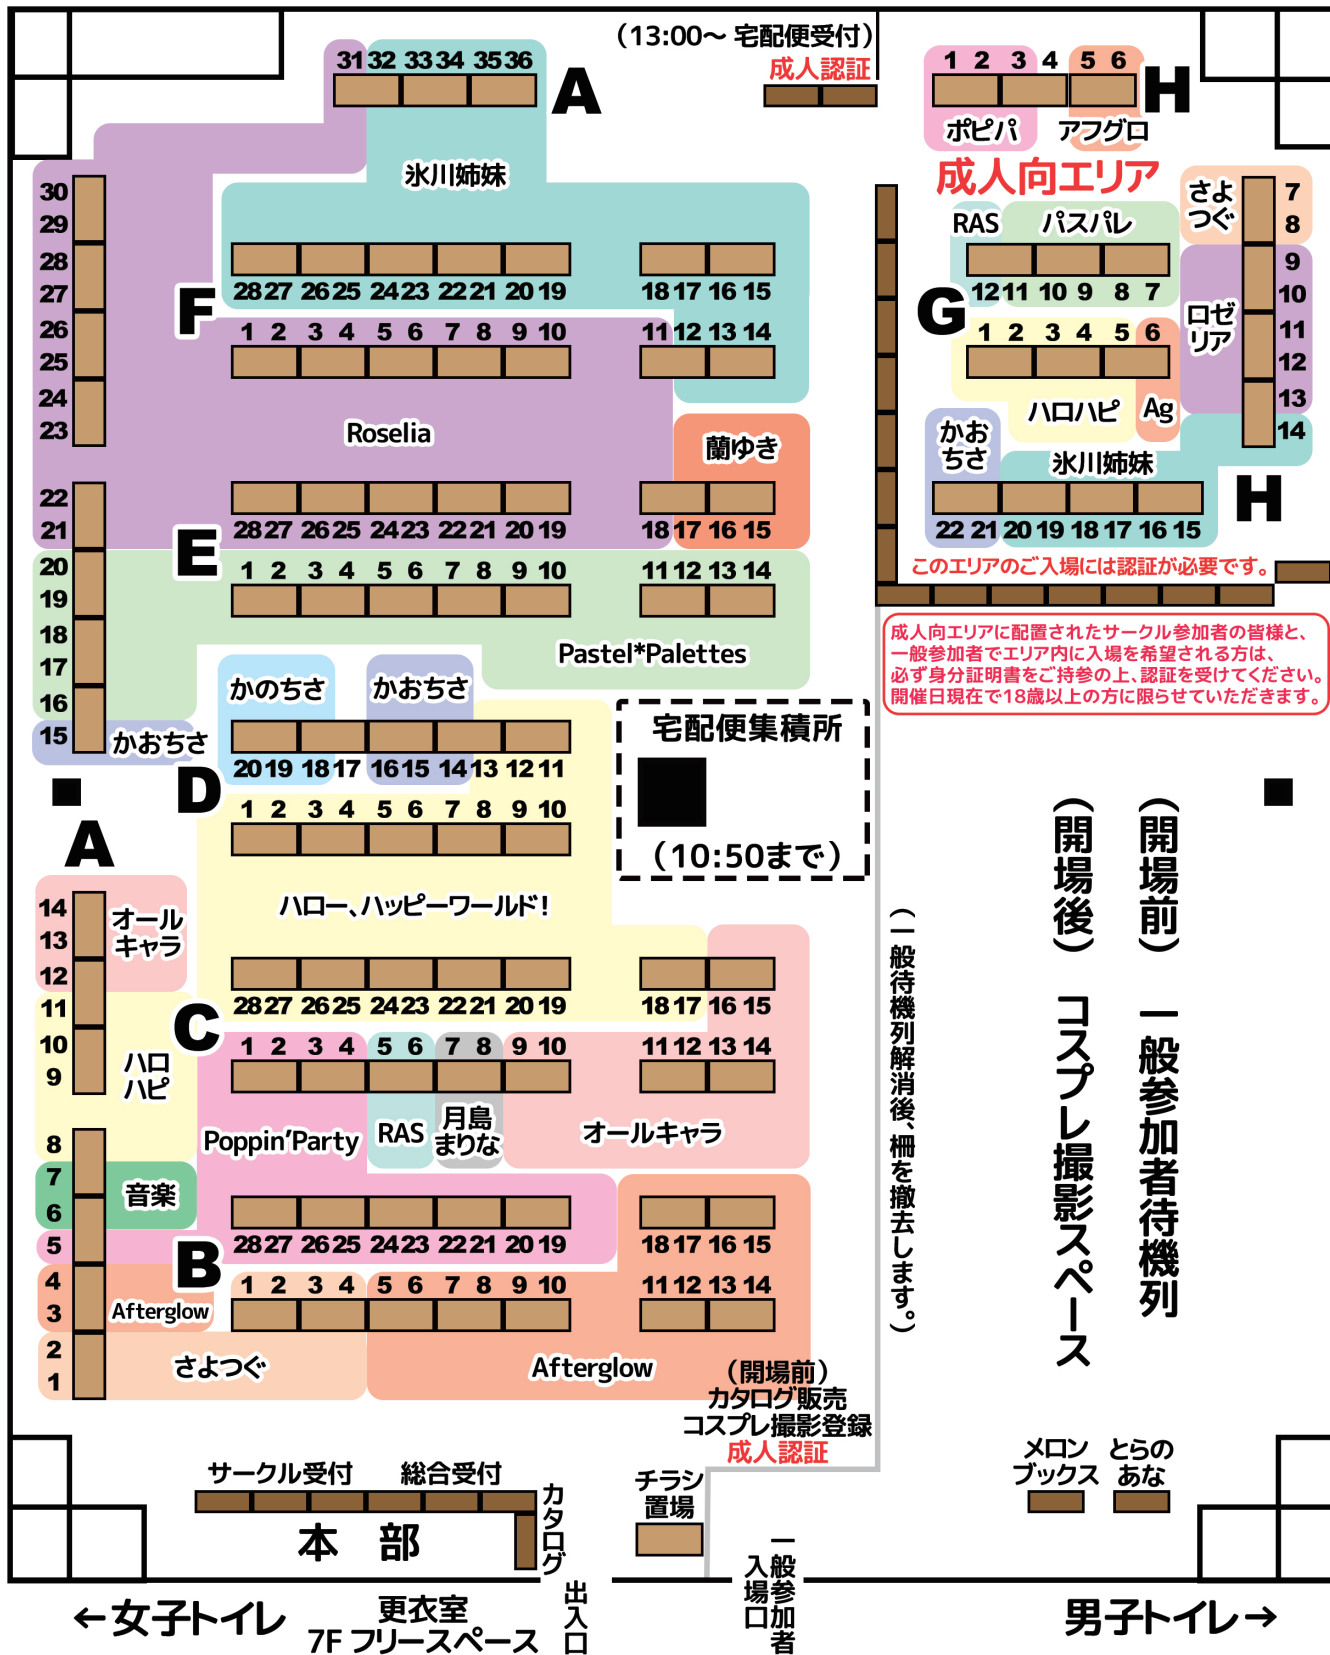 (13:00～ 宅配便受付)
成人認証
31 32 33 34 35 36
A
氷川姉妹
1 2 3 4 5 6
H
ポピパ
アフグロ
成人向エリア
30
29
28
27
26
25
24
23
22
21
20
19
18
17
16
15
かおちさ
A
28 27 26 25 24 23 22 21 20 19 18 17 16 15
F
1 2 3 4 5 6 7 8 9 10 11 12 13 14
Roselia
蘭ゆき
28 27 26 25 24 23 22 21 20 19 18 17 16 15
E
1 2 3 4 5 6 7 8 9 10 11 12 13 14
Pastel*Palettes
かのちさ
かおちさ
20 19 18 17 16 15 14 13 12 11
D
1 2 3 4 5 6 7 8 9 10
ハロー、ハッピーワールド!
宅配便集積所
(10:50まで)
RAS
パスパレ
12 11 10 9 8 7
G
1 2 3 4 5 6
ハロハピ
Ag
さよ
つぐ
7
8
9
10
11
12
13
14
ロゼ
リア
かお
ちさ
氷川姉妹
22 21 20 19 18 17 16 15
H
このエリアのご入場には認証が必要です。
成人向エリアに配置されたサークル参加者の皆様と、
一般参加者でエリア内に入場を希望される方は、
必ず身分証明書をご持参の上、認証を受けてください。
開催日現在で18歳以上の方に限らせていただきます。
14
13
12
11
10
9
8
7
6
5
4
3
2
1
オール
キャラ
ハロ
ハピ
音楽
Afterglow
さよつぐ
28 27 26 25 24 23 22 21 20 19 18 17 16 15
C
1 2 3 4 5 6 7 8 9 10 11 12 13 14
Poppin'Party
RAS
月島
まりな
オールキャラ
28 27 26 25 24 23 22 21 20 19 18 17 16 15
B
1 2 3 4 5 6 7 8 9 10 11 12 13 14
Afterglow
(開場前)
カタログ販売
コスプレ撮影登録
成人認証
(開場前) 一般参加者待機列
(開場後) コスプレ撮影スペース
(一般待機列解消後、柵を撤去します。)
サークル受付
総合受付
カタログ
本 部
チラシ
置場
メロン
ブックス
とらの
あな
一般参加者
入場口
出入口
←女子トイレ
更衣室
7F フリースペース
男子トイレ→